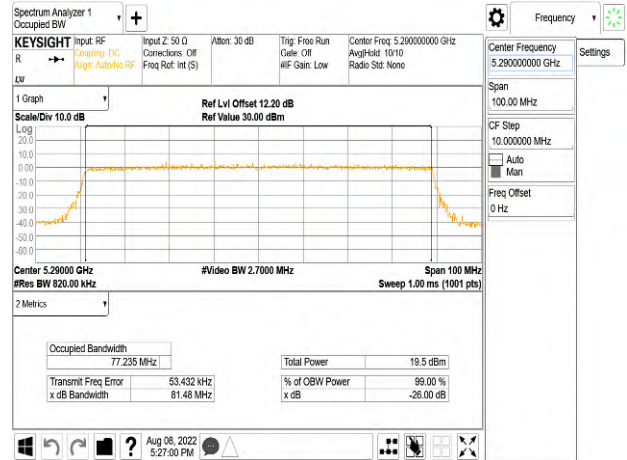 Spectrum Analyzer 1
Occupied BW
Frequency
KEYSIGHT
R
Input: RF
Coupling: DC
Align: Auto/No RF
Input Z: 50 Ω
Corrections: Off
Freq Ref: Int (S)
Atten: 30 dB
Trig: Free Run
Gate: Off
#IF Gain: Low
Center Freq: 5.290000000 GHz
Avg|Hold: 10/10
Radio Std: None
Center Frequency
5.290000000 GHz
Settings
Span
100.00 MHz
CF Step
10.000000 MHz
Auto
Man
Freq Offset
0 Hz
1 Graph
Scale/Div 10.0 dB
Ref Lvl Offset 12.20 dB
Ref Value 30.00 dBm
Log
20.0
10.0
0.00
-10.0
-20.0
-30.0
-40.0
-50.0
-60.0
Center 5.29000 GHz
#Res BW 820.00 kHz
#Video BW 2.7000 MHz
Span 100 MHz
Sweep 1.00 ms (1001 pts)
2 Metrics
Occupied Bandwidth
77.235 MHz
Transmit Freq Error 53.432 kHz
x dB Bandwidth 81.48 MHz
Total Power 19.5 dBm
% of OBW Power 99.00 %
x dB -26.00 dB
Aug 08, 2022
5:27:00 PM